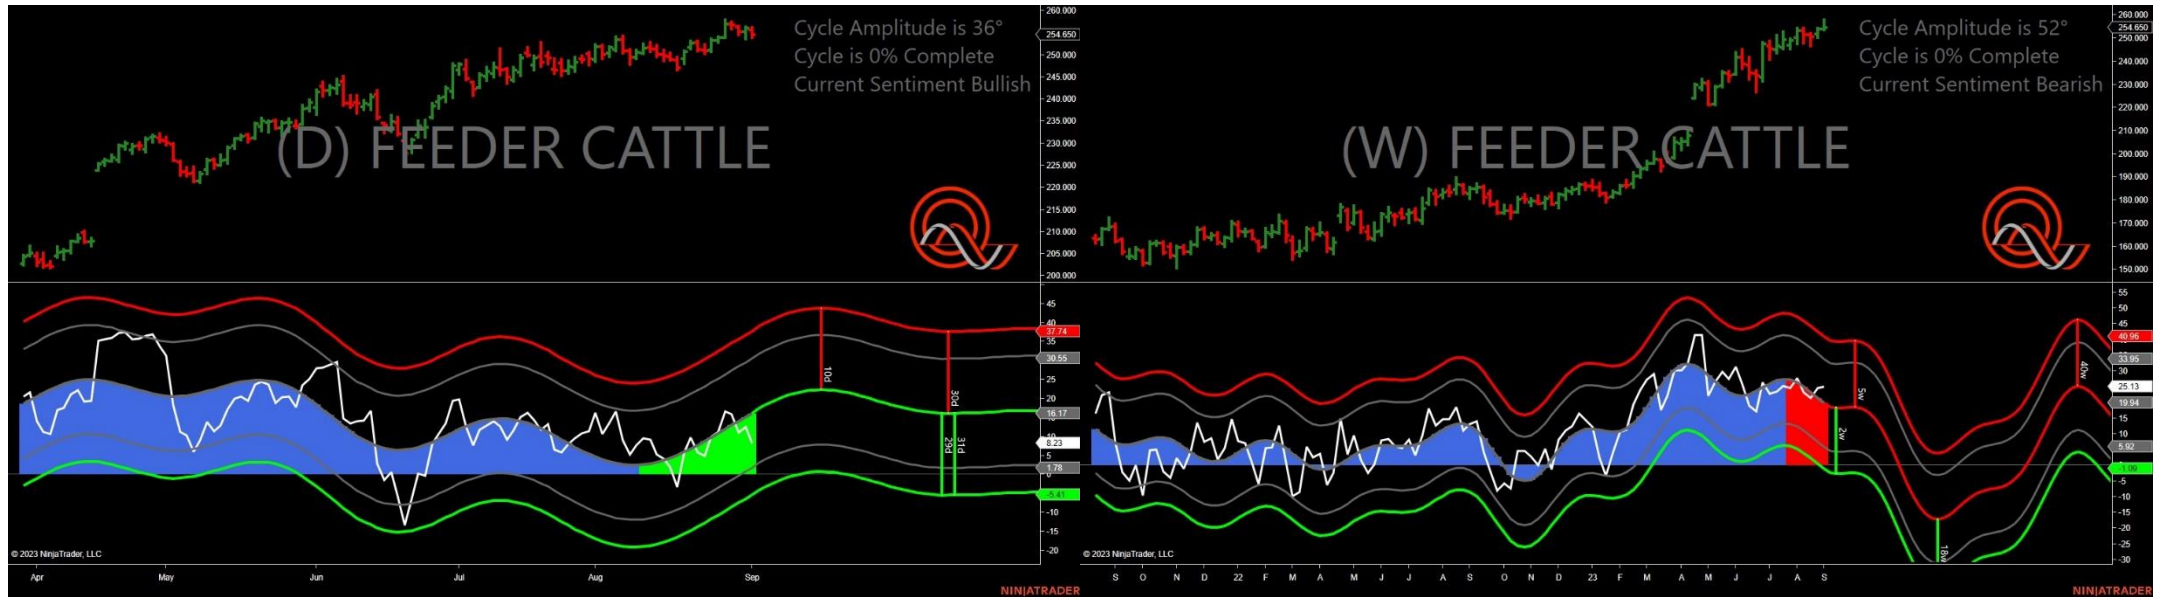 260.000
254.650
250.000
245.000
240.000
235.000
230.000
225.000
220.000
215.000
210.000
205.000
200.000
Cycle Amplitude is 36°
Cycle is 0% Complete
Current Sentiment Bullish
(D) FEEDER CATTLE
45
40
37.74
35
30.55
25
20
16.17
10
8.23
5
1.78
-5.41
-10
-15
-20
10d
30d
29d
31d
© 2023 NinjaTrader, LLC
Apr May Jun Jul Aug Sep
NINJATRADER
260.000
254.650
250.000
240.000
230.000
220.000
210.000
200.000
190.000
180.000
170.000
160.000
150.000
Cycle Amplitude is 52°
Cycle is 0% Complete
Current Sentiment Bearish
(W) FEEDER CATTLE
55
50
45
40.96
33.95
30
25.13
19.94
15
10
5.92
-1.09
-5
-10
-15
-20
-25
-30
5w
2w
18w
40w
© 2023 NinjaTrader, LLC
S O N D 22 F M A M J J A S O N D 23 F M A M J J A S
NINJATRADER